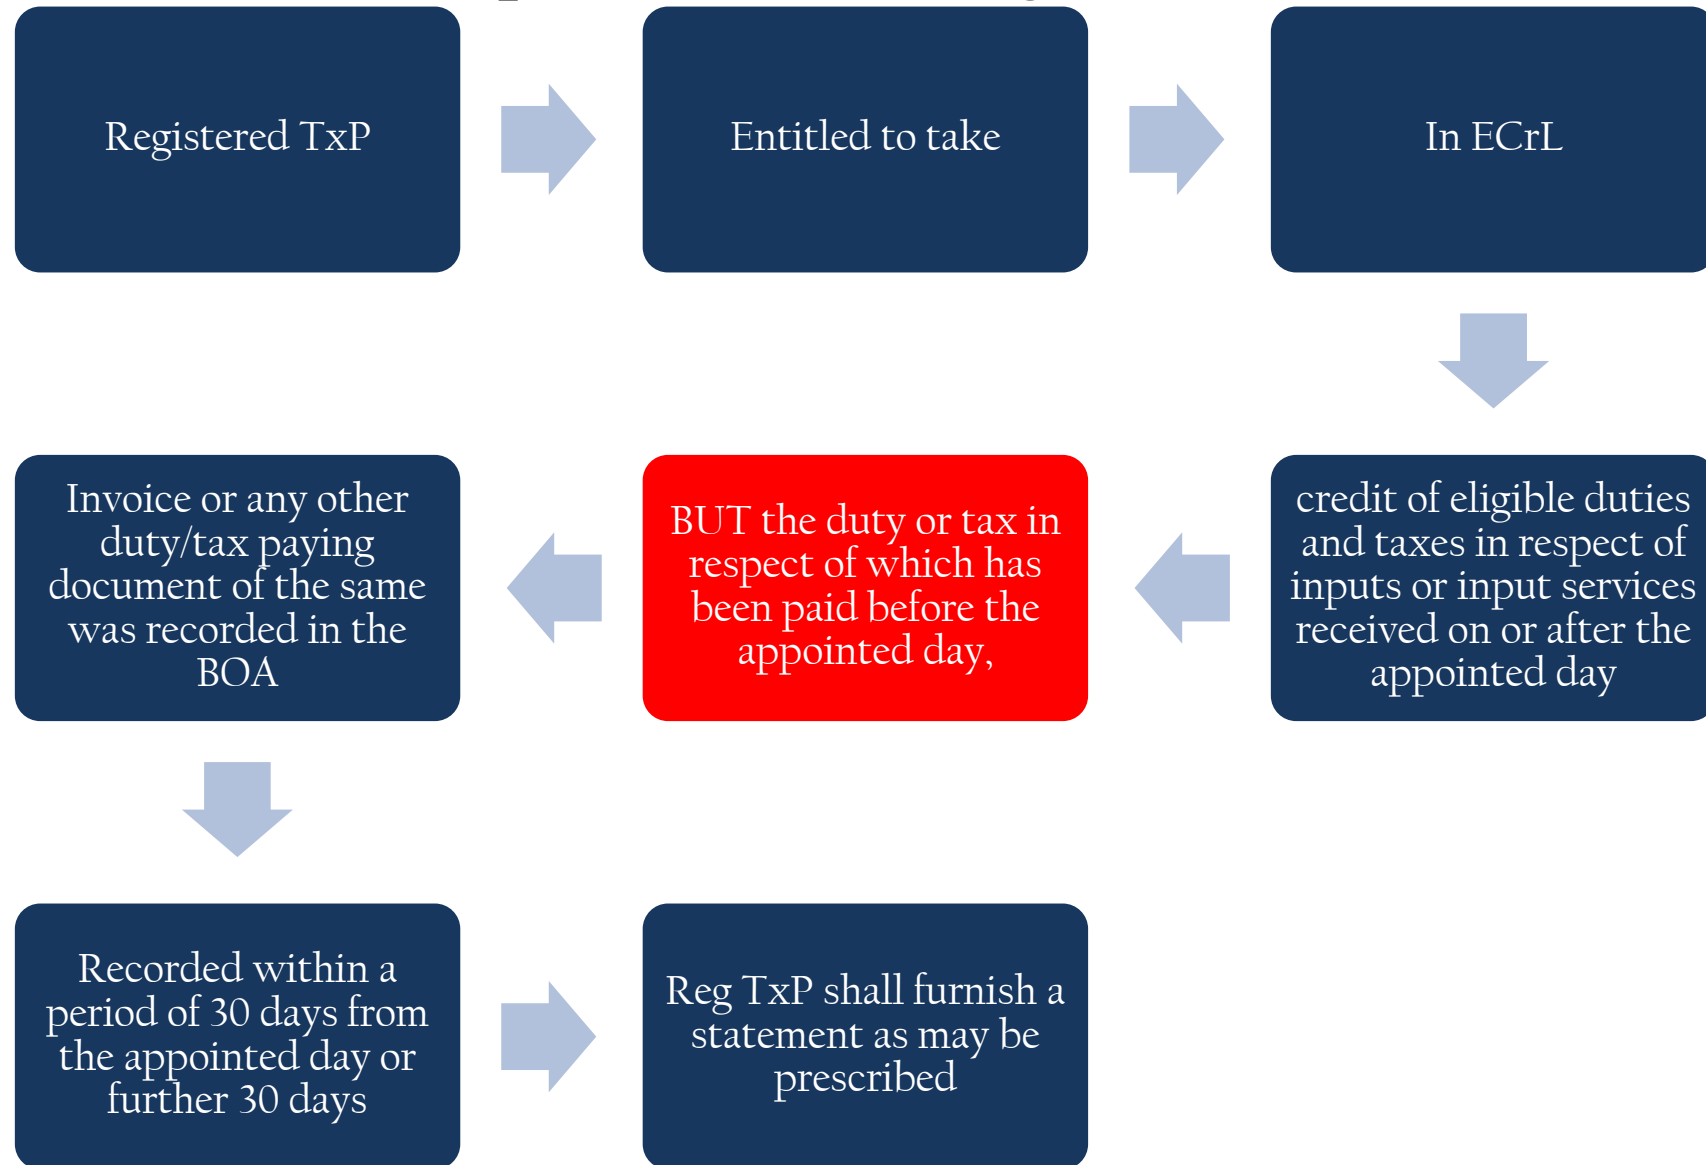 Registered TxP
Entitled to take
In ECrL
credit of eligible duties
and taxes in respect of
inputs or input services
received on or after the
appointed day
BUT the duty or tax in
respect of which has
been paid before the
appointed day,
Invoice or any other
duty/tax paying
document of the same
was recorded in the
BOA
Recorded within a
period of 30 days from
the appointed day or
further 30 days
Reg TxP shall furnish a
statement as may be
prescribed